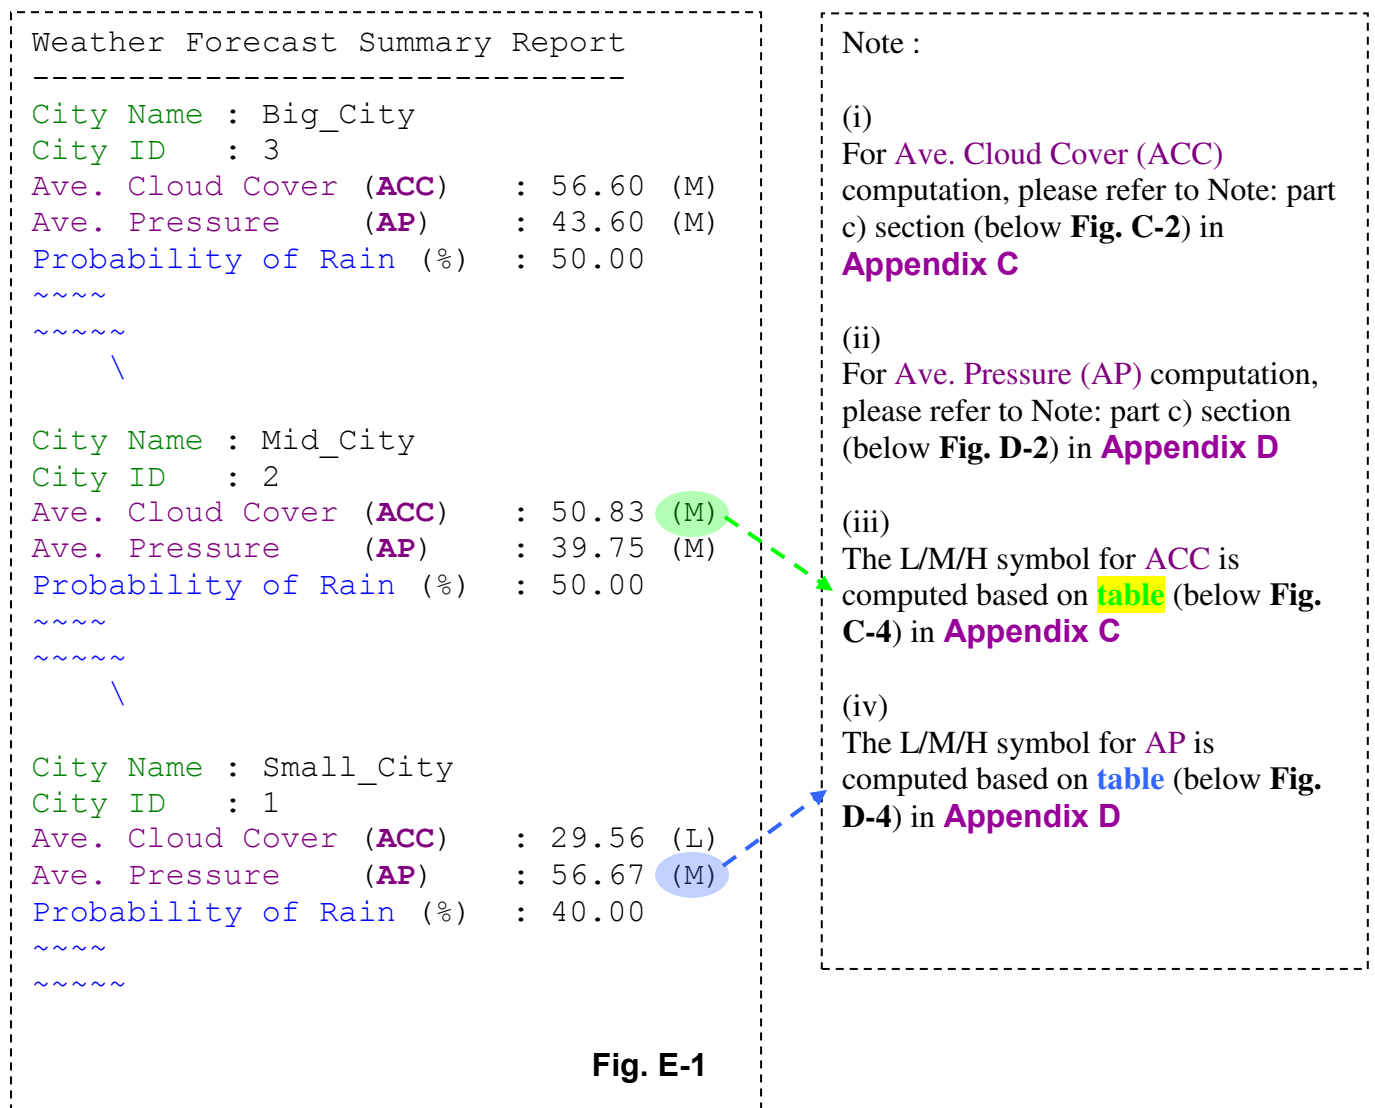 Weather Forecast Summary Report
-------------------------------
City Name : Big_City
City ID   : 3
Ave. Cloud Cover (ACC)   : 56.60 (M)
Ave. Pressure    (AP)    : 43.60 (M)
Probability of Rain (%)  : 50.00
~~~~
~~~~~
    \
City Name : Mid_City
City ID   : 2
Ave. Cloud Cover (ACC)   : 50.83 (M)
Ave. Pressure    (AP)    : 39.75 (M)
Probability of Rain (%)  : 50.00
~~~~
~~~~~
    \
City Name : Small_City
City ID   : 1
Ave. Cloud Cover (ACC)   : 29.56 (L)
Ave. Pressure    (AP)    : 56.67 (M)
Probability of Rain (%)  : 40.00
~~~~
~~~~~
Fig. E-1
Note :
(i)
For Ave. Cloud Cover (ACC)
computation, please refer to Note: part
c) section (below Fig. C-2) in
Appendix C
(ii)
For Ave. Pressure (AP) computation,
please refer to Note: part c) section
(below Fig. D-2) in Appendix D
(iii)
The L/M/H symbol for ACC is
computed based on table (below Fig.
C-4) in Appendix C
(iv)
The L/M/H symbol for AP is
computed based on table (below Fig.
D-4) in Appendix D